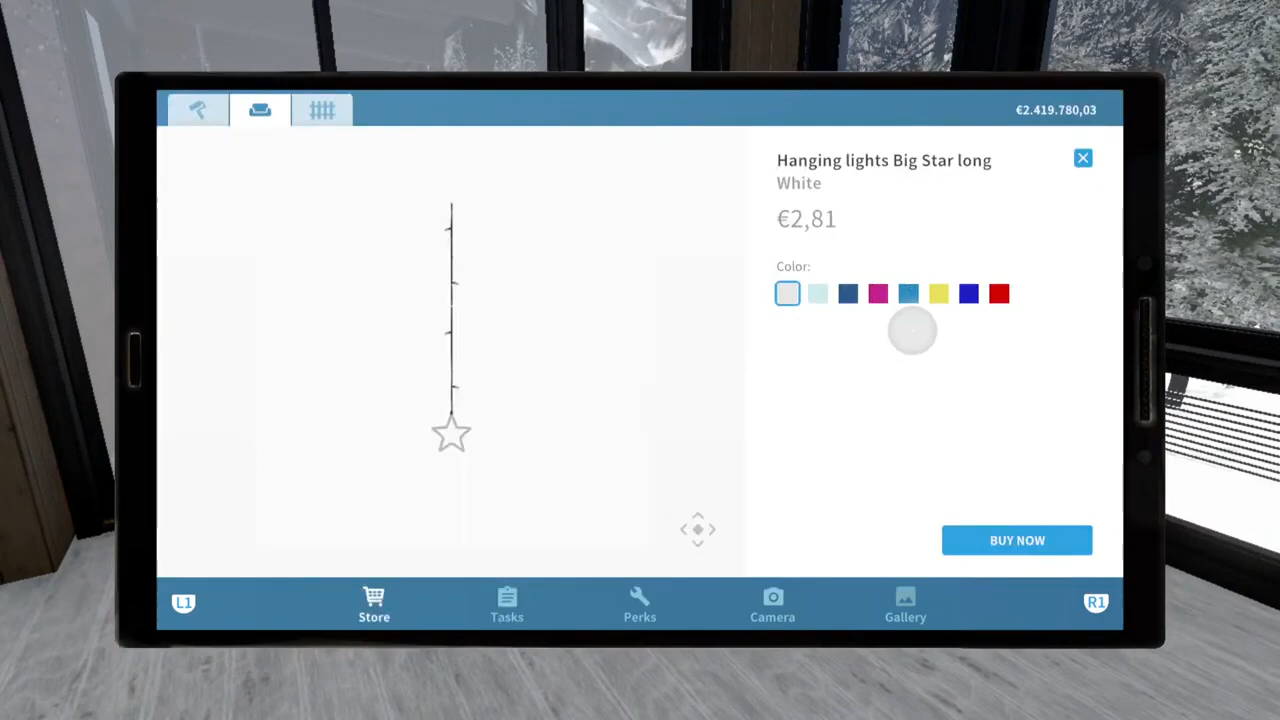 €2.419.780,03
Hanging lights Big Star long
White
€2,81
Color:
BUY NOW
L1
Store
Tasks
Perks
Camera
Gallery
R1